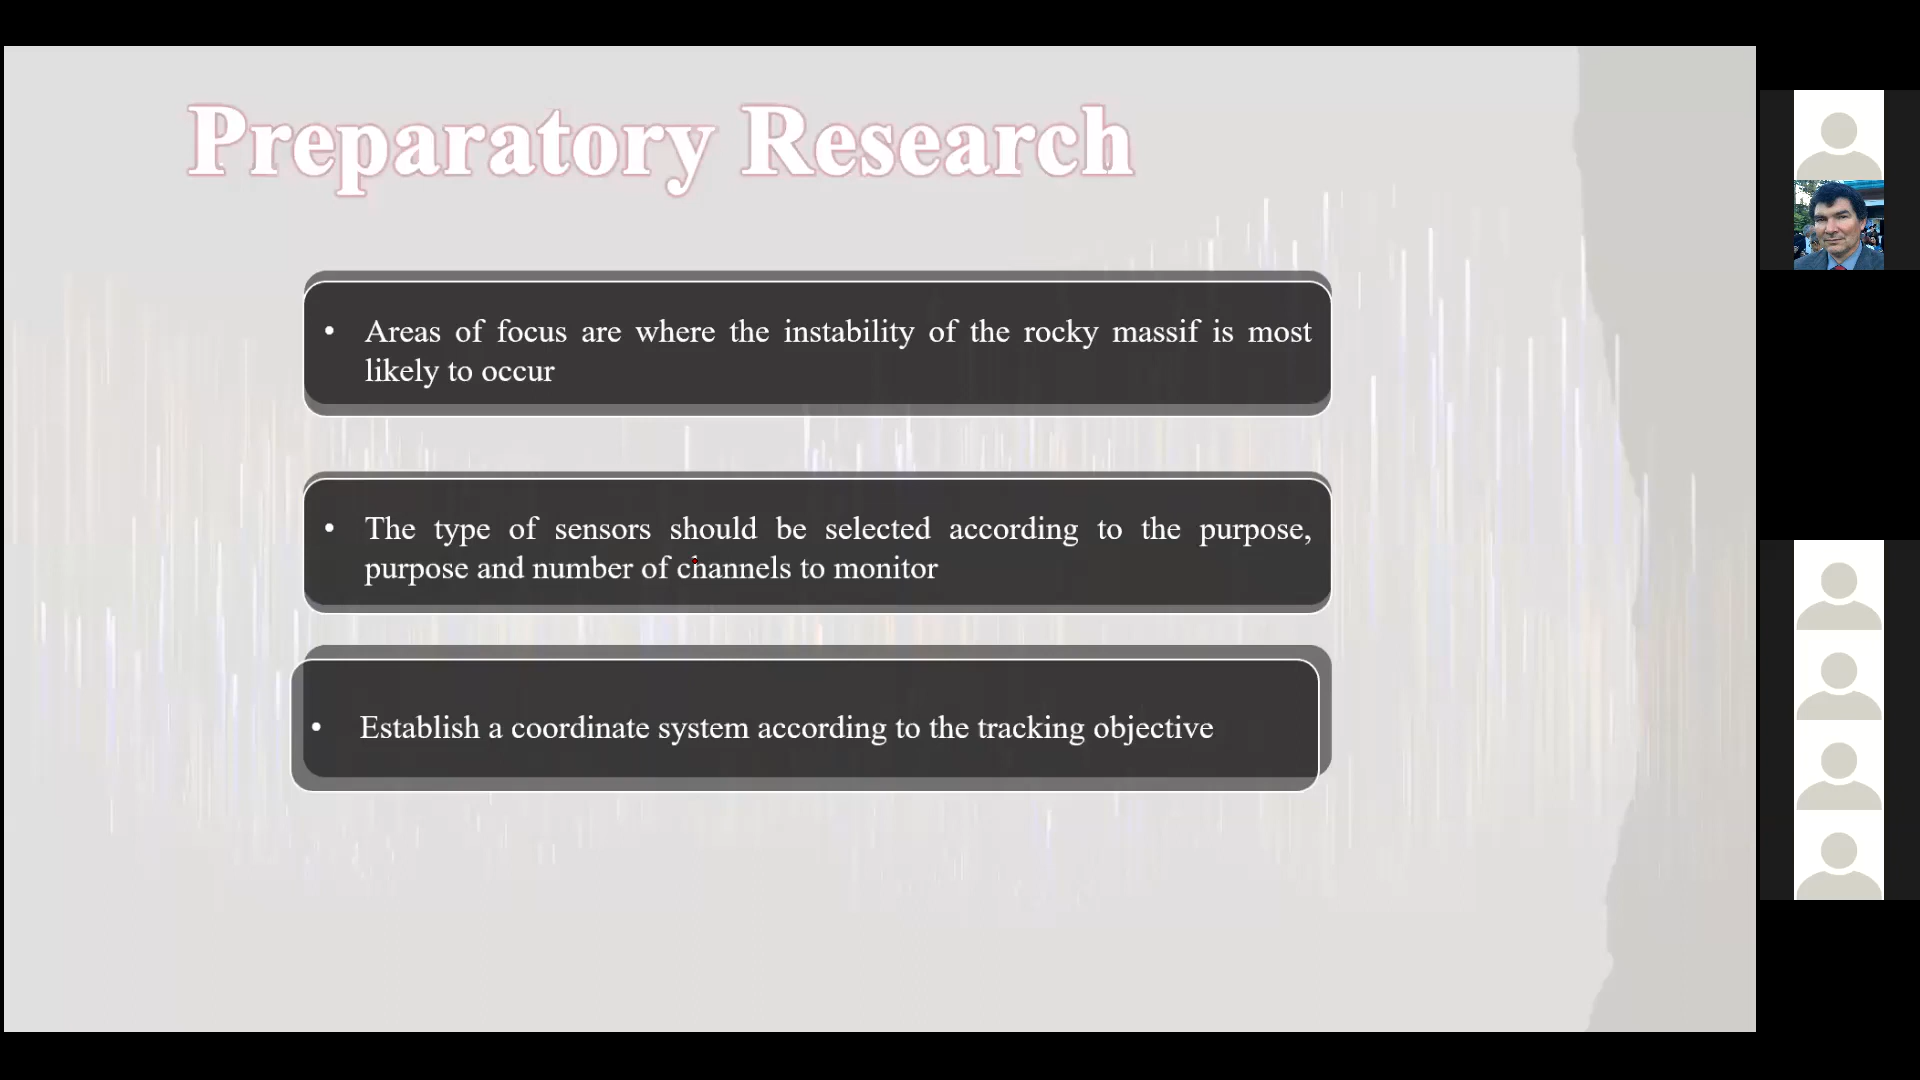 Preparatory Research
• Areas of focus are where the instability of the rocky massif is most
likely to occur
• The type of sensors should be selected according to the purpose,
purpose and number of channels to monitor
• Establish a coordinate system according to the tracking objective